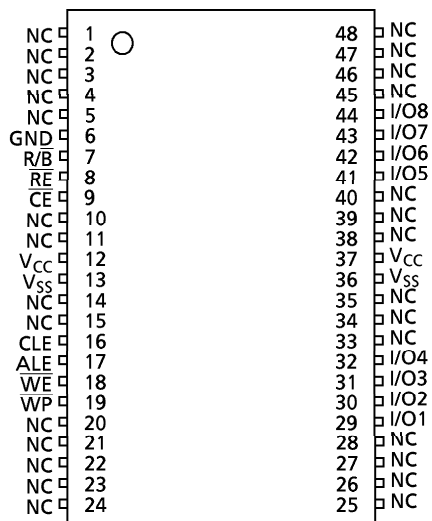 NC 1 48 NC
NC 2 47 NC
NC 3 46 NC
NC 4 45 NC
NC 5 44 I/O8
GND 6 43 I/O7
R/B̅ 7 42 I/O6
R̅E̅ 8 41 I/O5
C̅E̅ 9 40 NC
NC 10 39 NC
NC 11 38 NC
VCC 12 37 VCC
VSS 13 36 VSS
NC 14 35 NC
NC 15 34 NC
CLE 16 33 NC
ALE 17 32 I/O4
W̅E̅ 18 31 I/O3
W̅P̅ 19 30 I/O2
NC 20 29 I/O1
NC 21 28 NC
NC 22 27 NC
NC 23 26 NC
NC 24 25 NC